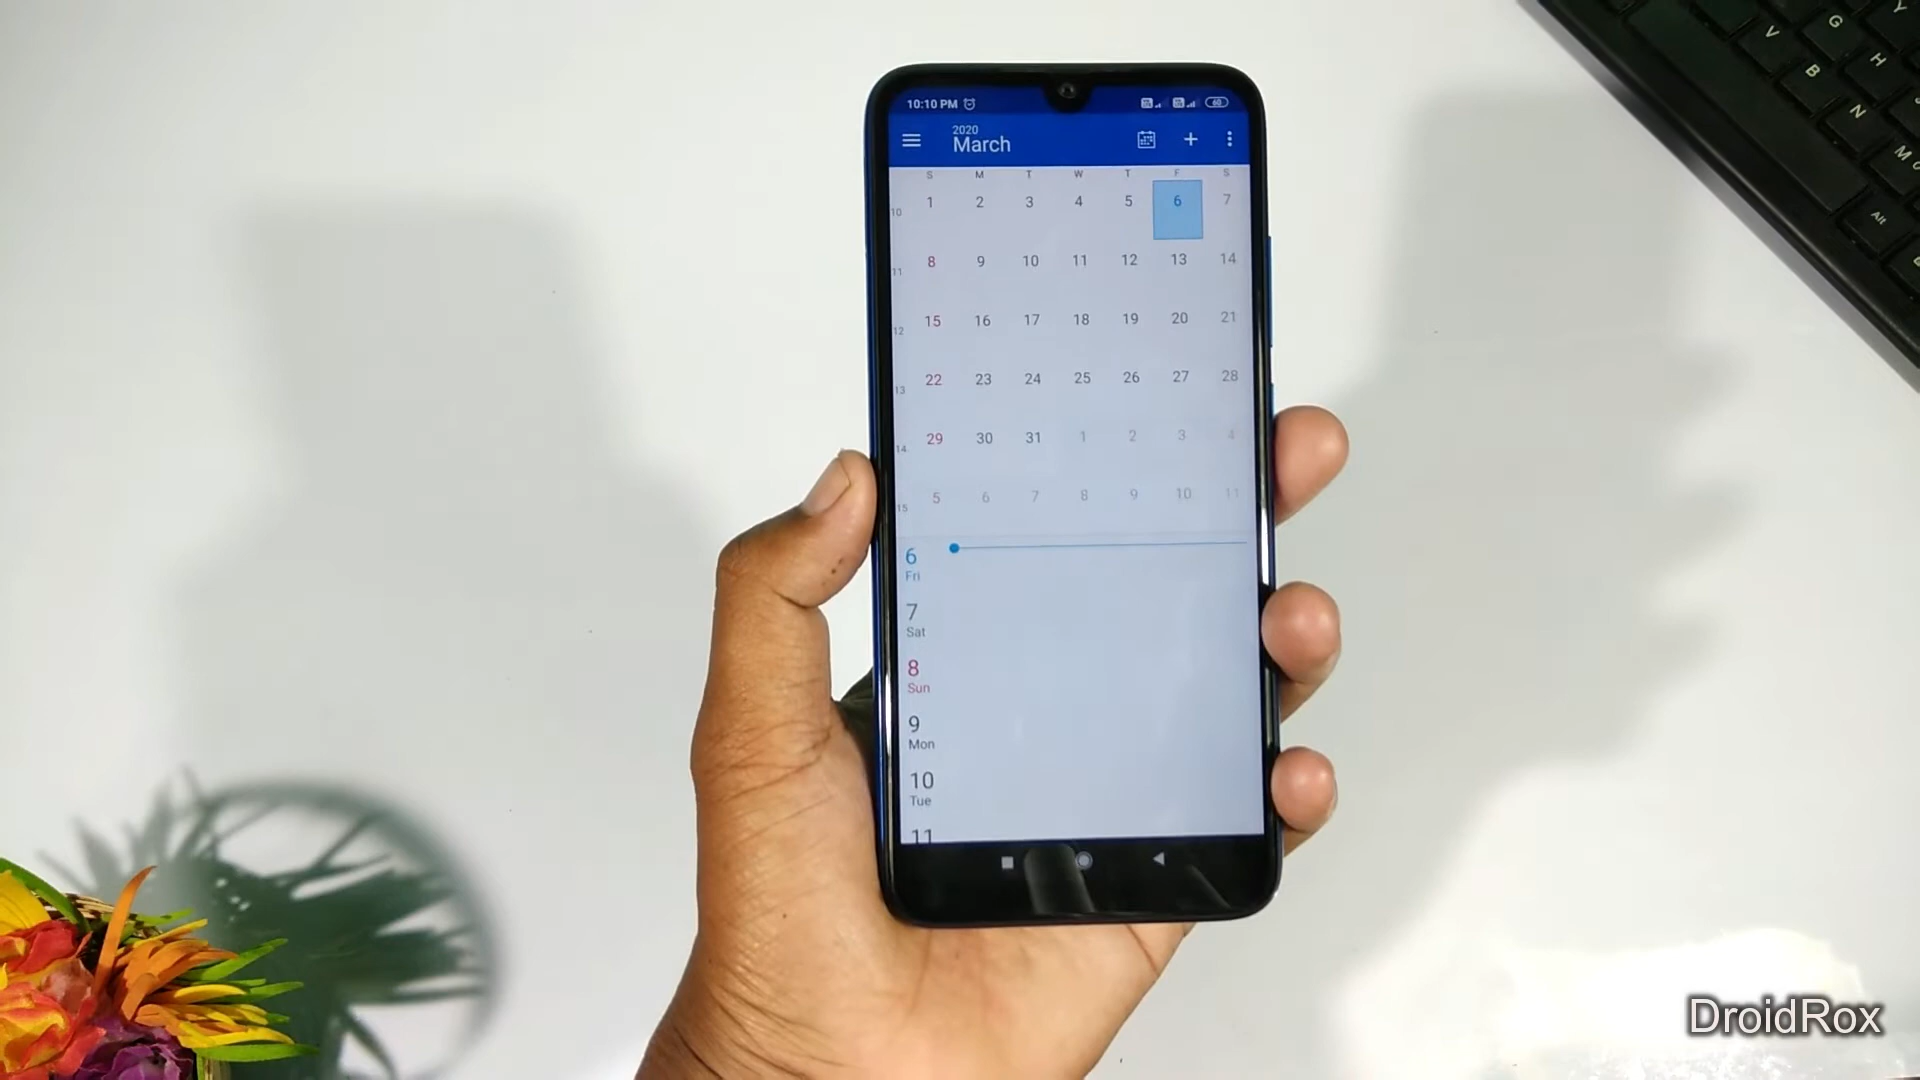 10:10 PM 60
2020
March
S M T W T F S
10 1 2 3 4 5 6 7
11 8 9 10 11 12 13 14
12 15 16 17 18 19 20 21
13 22 23 24 25 26 27 28
14 29 30 31 1 2 3 4
15 5 6 7 8 9 10 11
6
Fri
7
Sat
8
Sun
9
Mon
10
Tue
11
G
V
H
B
N
M
Alt
DroidRox